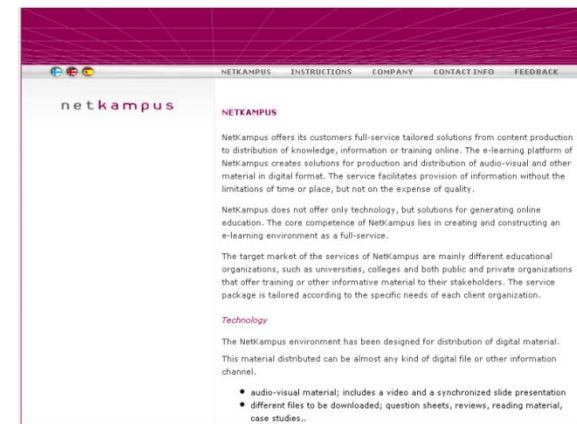 NETKAMPUS INSTRUCTIONS COMPANY CONTACT INFO FEEDBACK
netkampus
NETKAMPUS
NetKampus offers its customers full-service tailored solutions from content production
to distribution of knowledge, information or training online. The e-learning platform of
NetKampus creates solutions for production and distribution of audio-visual and other
material in digital format. The service facilitates provision of information without the
limitations of time or place, but not on the expense of quality.
NetKampus does not offer only technology, but solutions for generating online
education. The core competence of NetKampus lies in creating and constructing an
e-learning environment as a full-service.
The target market of the services of NetKampus are mainly different educational
organizations, such as universities, colleges and both public and private organizations
that offer training or other informative material to their stakeholders. The service
package is tailored according to the specific needs of each client organization.
Technology
The NetKampus environment has been designed for distribution of digital material.
This material distributed can be almost any kind of digital file or other information
channel.
• audio-visual material; includes a video and a synchronized slide presentation
• different files to be downloaded; question sheets, reviews, reading material,
case studies..